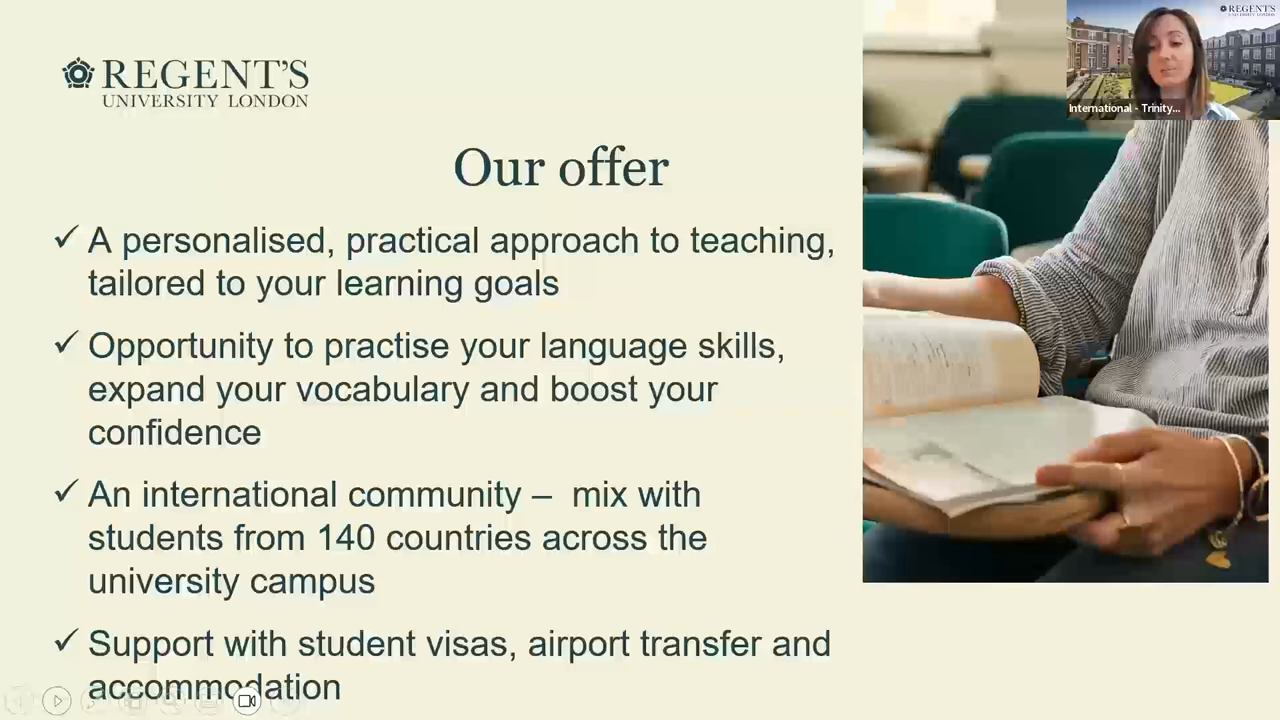 REGENT'S
UNIVERSITY LONDON
REGENT'S
UNIVERSITY LONDON
International - Trinity...
Our offer
✓ A personalised, practical approach to teaching,
tailored to your learning goals
✓ Opportunity to practise your language skills,
expand your vocabulary and boost your
confidence
✓ An international community – mix with
students from 140 countries across the
university campus
✓ Support with student visas, airport transfer and
accommodation